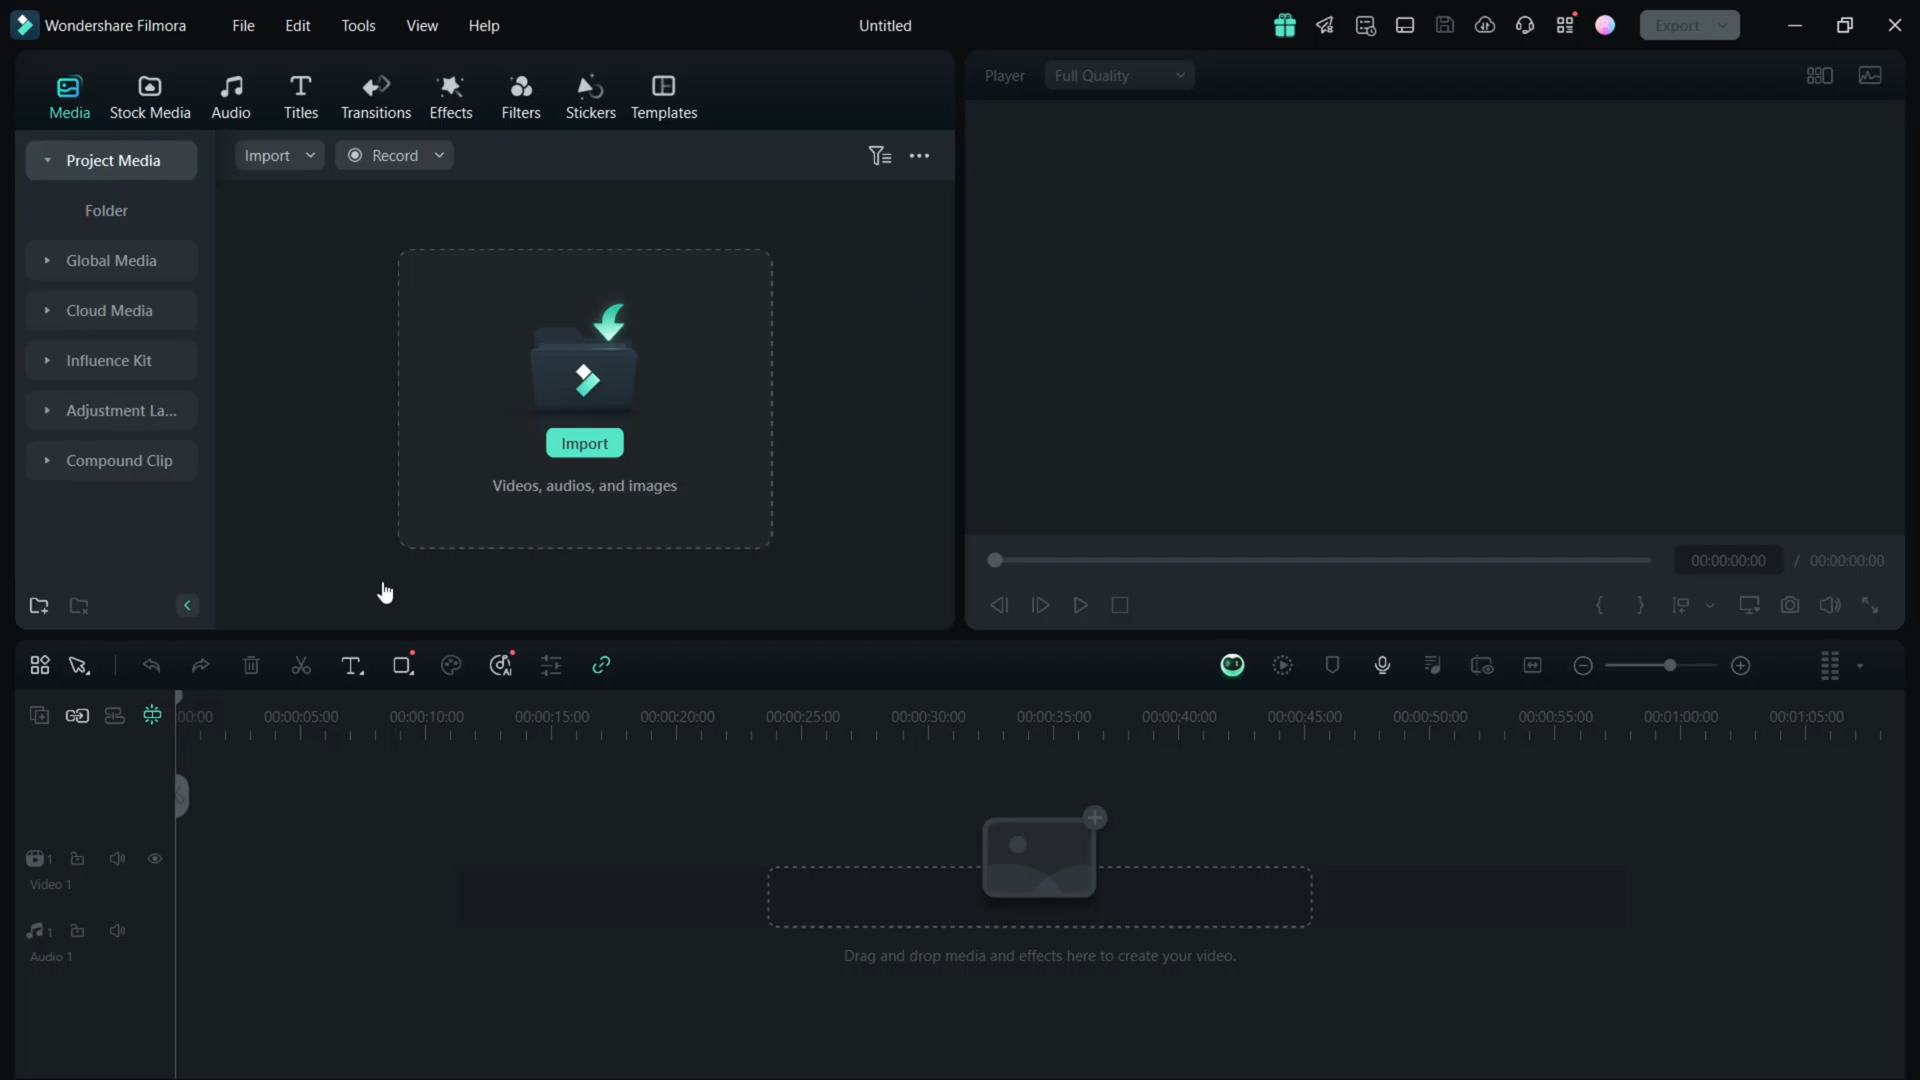 Wondershare Filmora
File
Edit
Tools
View
Help
Untitled
Export
Media
Stock Media
Audio
Titles
Transitions
Effects
Filters
Stickers
Templates
Player
Full Quality
Project Media
Folder
Global Media
Cloud Media
Influence Kit
Adjustment La...
Compound Clip
Import
Record
Import
Videos, audios, and images
00:00:00:00
/
00:00:00:00
00:00
00:00:05:00
00:00:10:00
00:00:15:00
00:00:20:00
00:00:25:00
00:00:30:00
00:00:35:00
00:00:40:00
00:00:45:00
00:00:50:00
00:00:55:00
00:01:00:00
00:01:05:00
1
Video 1
1
Audio 1
Drag and drop media and effects here to create your video.